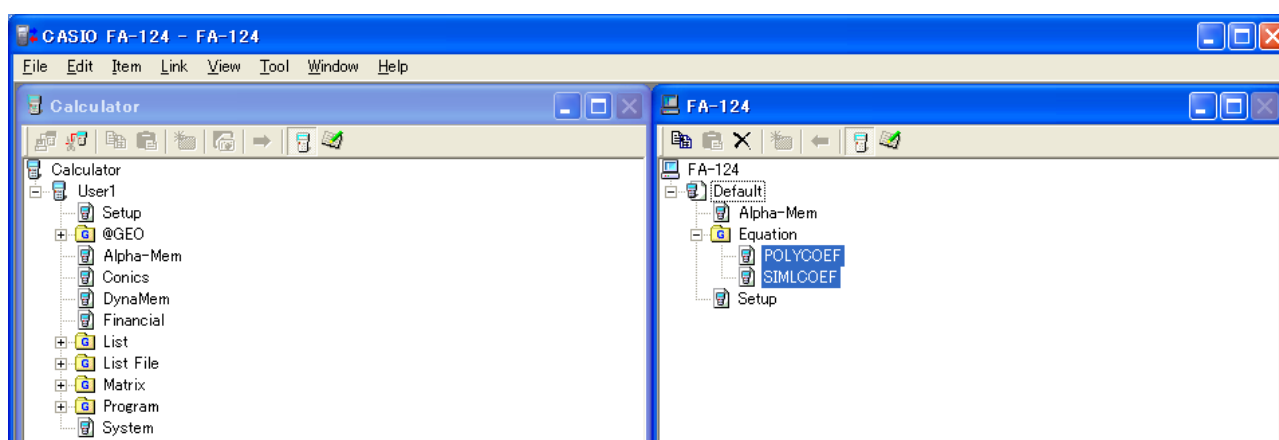 CASIO FA-124 - FA-124
File Edit Item Link View Tool Window Help
Calculator
Calculator
User1
Setup
@GEO
Alpha-Mem
Conics
DynaMem
Financial
List
List File
Matrix
Program
System
FA-124
FA-124
Default
Alpha-Mem
Equation
POLYCOEF
SIMLCOEF
Setup